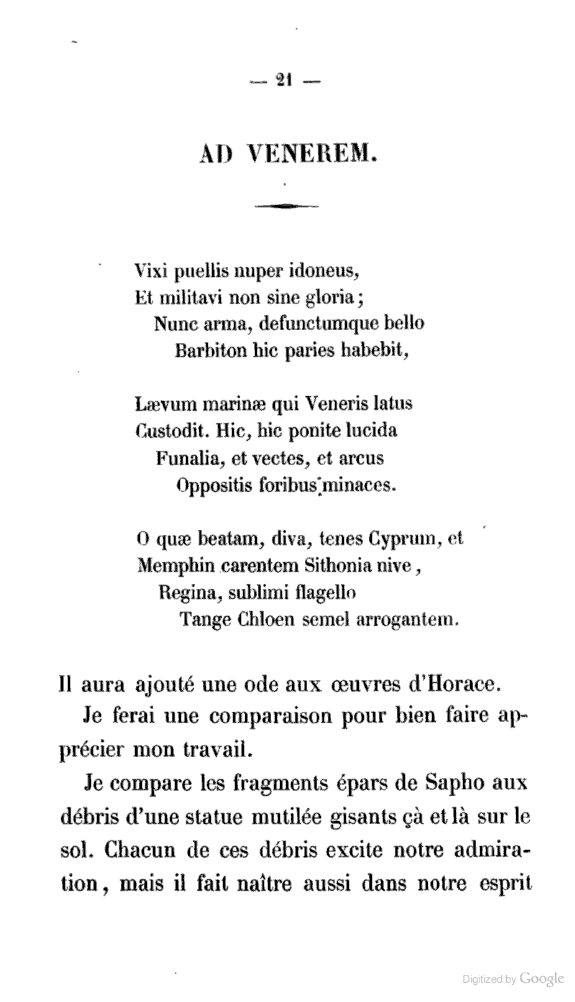 — 21 —
AD VENEREM.
Vixi puellis nuper idoneus,
Et militavi non sine gloria ;
Nunc arma, defunctumque bello
Barbiton hic paries habebit,
Lævum marinæ qui Veneris latus
Custodit. Hic, hic ponite lucida
Funalia, et vectes, et arcus
Oppositis foribus minaces.
O quæ beatam, diva, tenes Cyprum, et
Memphin carentem Sithonia nive ,
Regina, sublimi flagello
Tange Chloen semel arrogantem.
Il aura ajouté une ode aux œuvres d'Horace.
Je ferai une comparaison pour bien faire ap-
précier mon travail.
Je compare les fragments épars de Sapho aux
débris d'une statue mutilée gisants çà et là sur le
sol. Chacun de ces débris excite notre admira-
tion , mais il fait naître aussi dans notre esprit
Digitized by Google